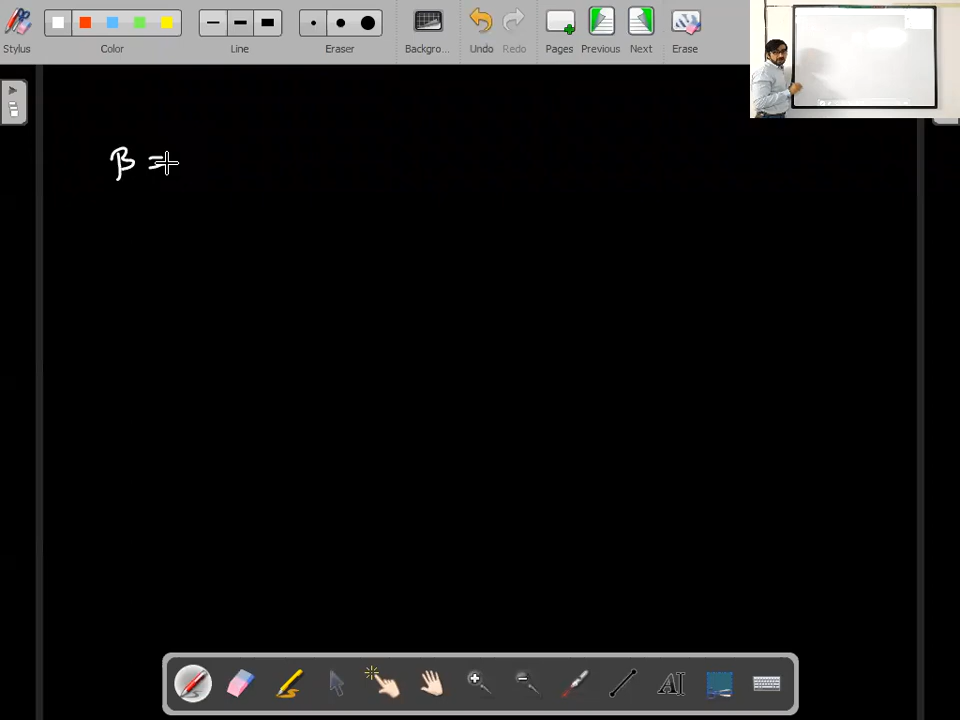 Stylus
Color
Line
Eraser
Backgro...
Undo
Redo
Pages
Previous
Next
Erase
β =